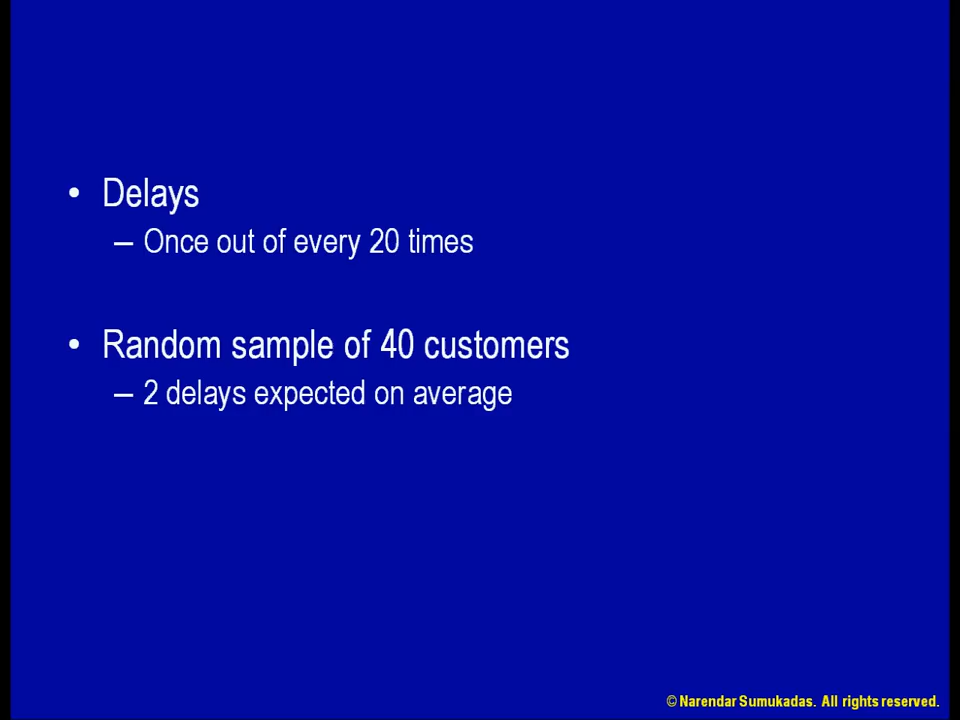 • Delays
– Once out of every 20 times
• Random sample of 40 customers
– 2 delays expected on average
© Narendar Sumukadas. All rights reserved.